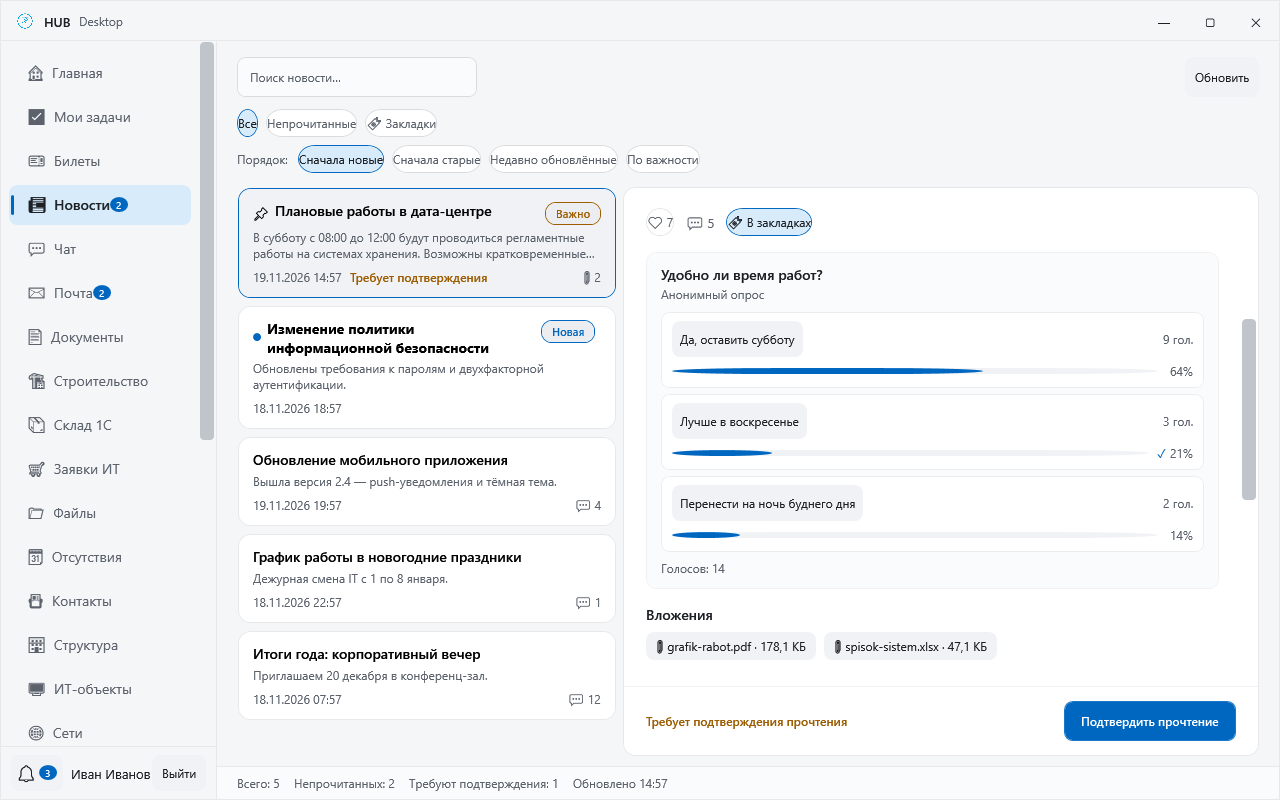 HUB Desktop
Главная
Мои задачи
Билеты
Новости 2
Чат
Почта 2
Документы
Строительство
Склад 1С
Заявки ИТ
Файлы
31 Отсутствия
Контакты
Структура
ИТ-объекты
Сети
3 Иван Иванов Выйти
Поиск новости...
Обновить
Все Непрочитанные Закладки
Порядок: Сначала новые Сначала старые Недавно обновлённые По важности
Плановые работы в дата-центре Важно
В субботу с 08:00 до 12:00 будут проводиться регламентные
работы на системах хранения. Возможны кратковременные...
19.11.2026 14:57 Требует подтверждения 2
Изменение политики Новая
информационной безопасности
Обновлены требования к паролям и двухфакторной
аутентификации.
18.11.2026 18:57
Обновление мобильного приложения
Вышла версия 2.4 — push-уведомления и тёмная тема.
19.11.2026 19:57 4
График работы в новогодние праздники
Дежурная смена IT с 1 по 8 января.
18.11.2026 22:57 1
Итоги года: корпоративный вечер
Приглашаем 20 декабря в конференц-зал.
18.11.2026 07:57 12
7 5 В закладках
Удобно ли время работ?
Анонимный опрос
Да, оставить субботу 9 гол.
64%
Лучше в воскресенье 3 гол.
✓ 21%
Перенести на ночь буднего дня 2 гол.
14%
Голосов: 14
Вложения
grafik-rabot.pdf · 178,1 КБ spisok-sistem.xlsx · 47,1 КБ
Требует подтверждения прочтения Подтвердить прочтение
Всего: 5 Непрочитанных: 2 Требуют подтверждения: 1 Обновлено 14:57